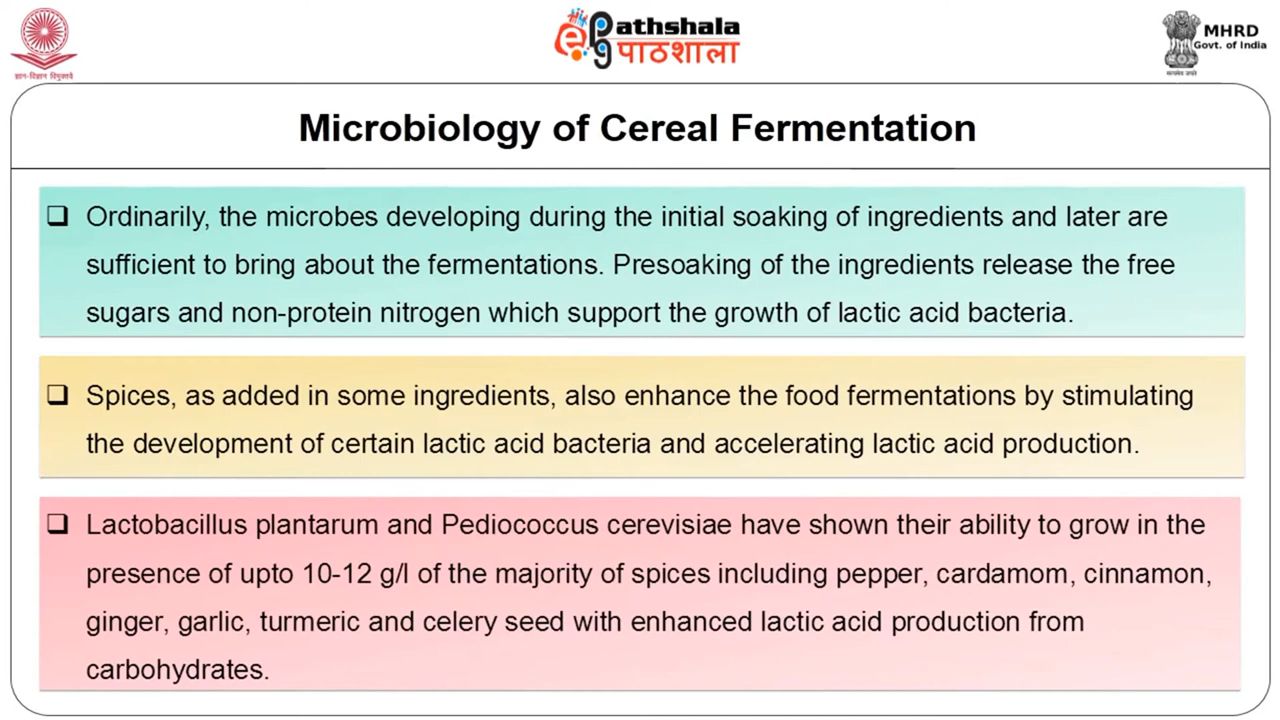 ज्ञान-विज्ञान विमुक्तये
ePathshala
पाठशाला
MHRD
Govt. of India
सत्यमेव जयते
Microbiology of Cereal Fermentation
Ordinarily, the microbes developing during the initial soaking of ingredients and later are
sufficient to bring about the fermentations. Presoaking of the ingredients release the free
sugars and non-protein nitrogen which support the growth of lactic acid bacteria.
Spices, as added in some ingredients, also enhance the food fermentations by stimulating
the development of certain lactic acid bacteria and accelerating lactic acid production.
Lactobacillus plantarum and Pediococcus cerevisiae have shown their ability to grow in the
presence of upto 10-12 g/l of the majority of spices including pepper, cardamom, cinnamon,
ginger, garlic, turmeric and celery seed with enhanced lactic acid production from
carbohydrates.